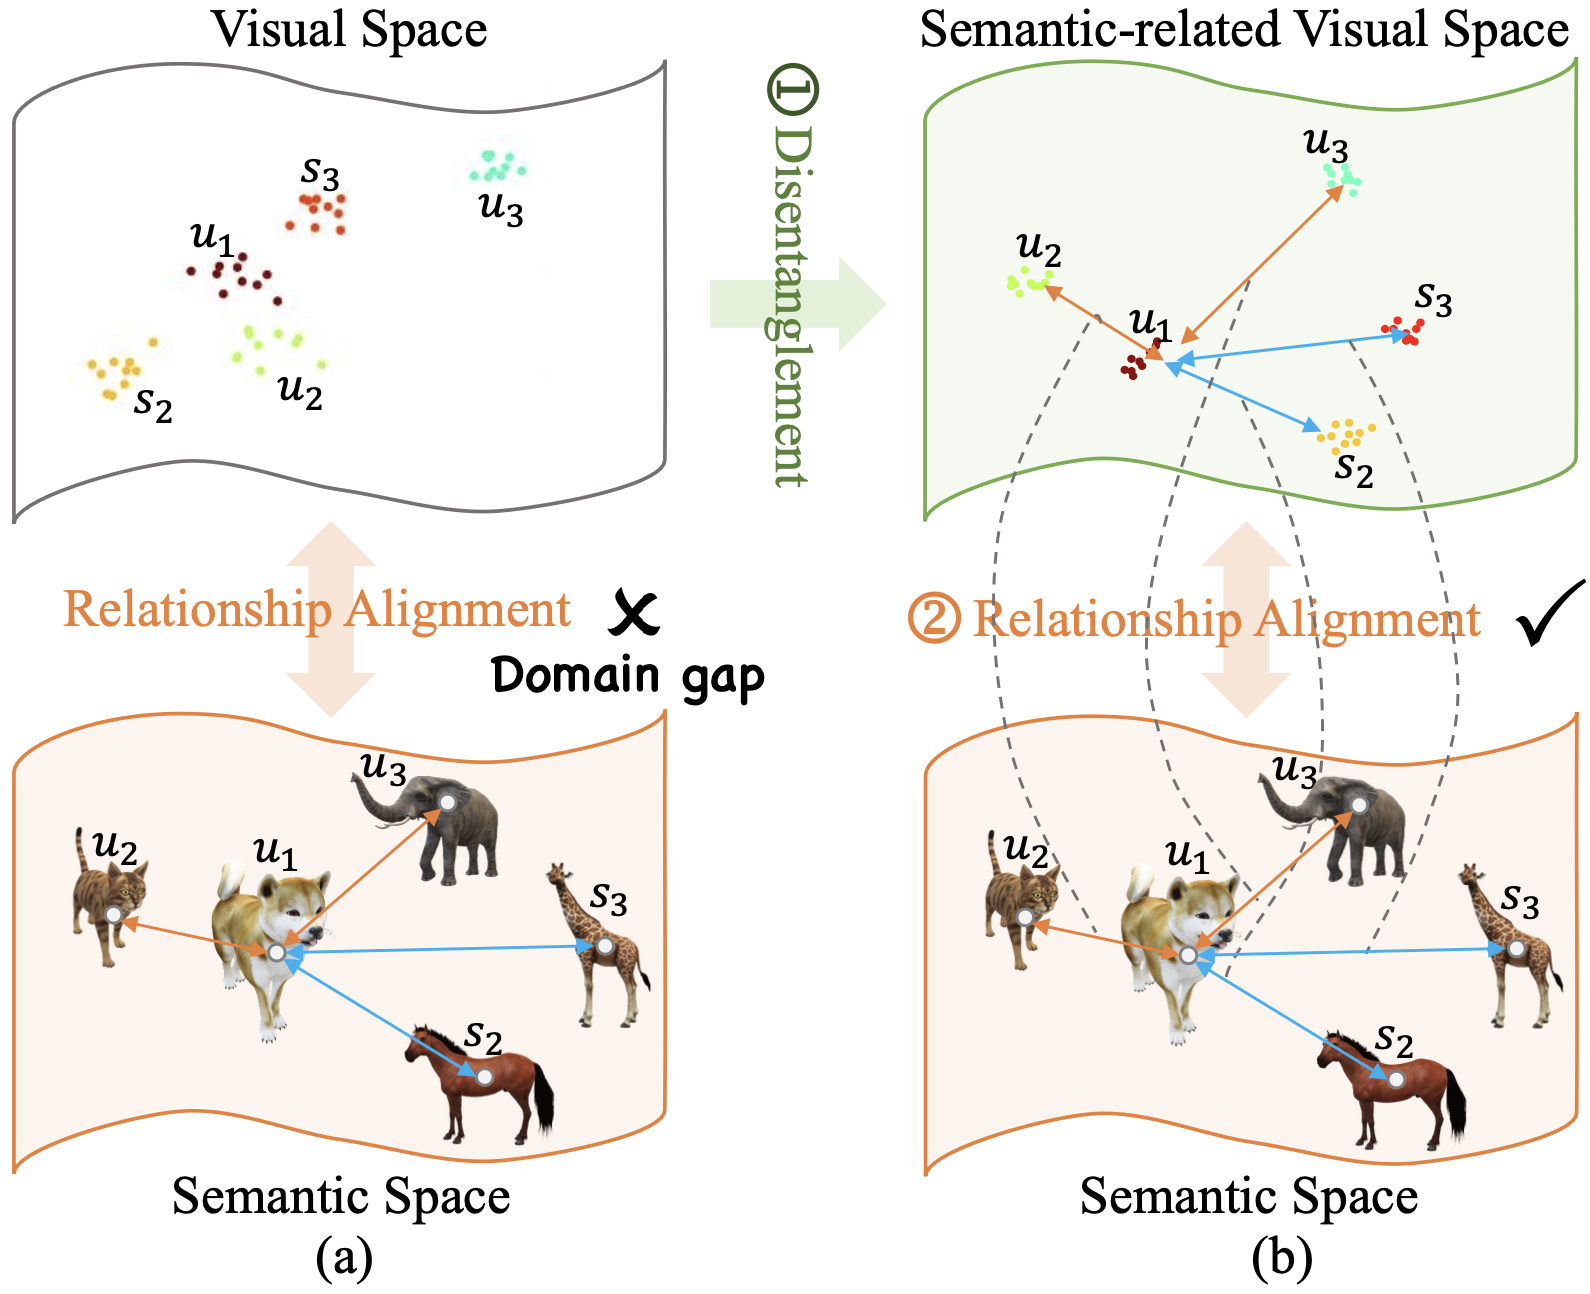 Visual Space
Semantic-related Visual Space
① Disentanglement
s₃
u₃
u₁
s₂
u₂
u₃
u₂
u₁
s₃
s₂
Relationship Alignment ✗
Domain gap
② Relationship Alignment ✓
u₃
u₂
u₁
s₃
s₂
u₃
u₂
u₁
s₃
s₂
Semantic Space
Semantic Space
(a)
(b)